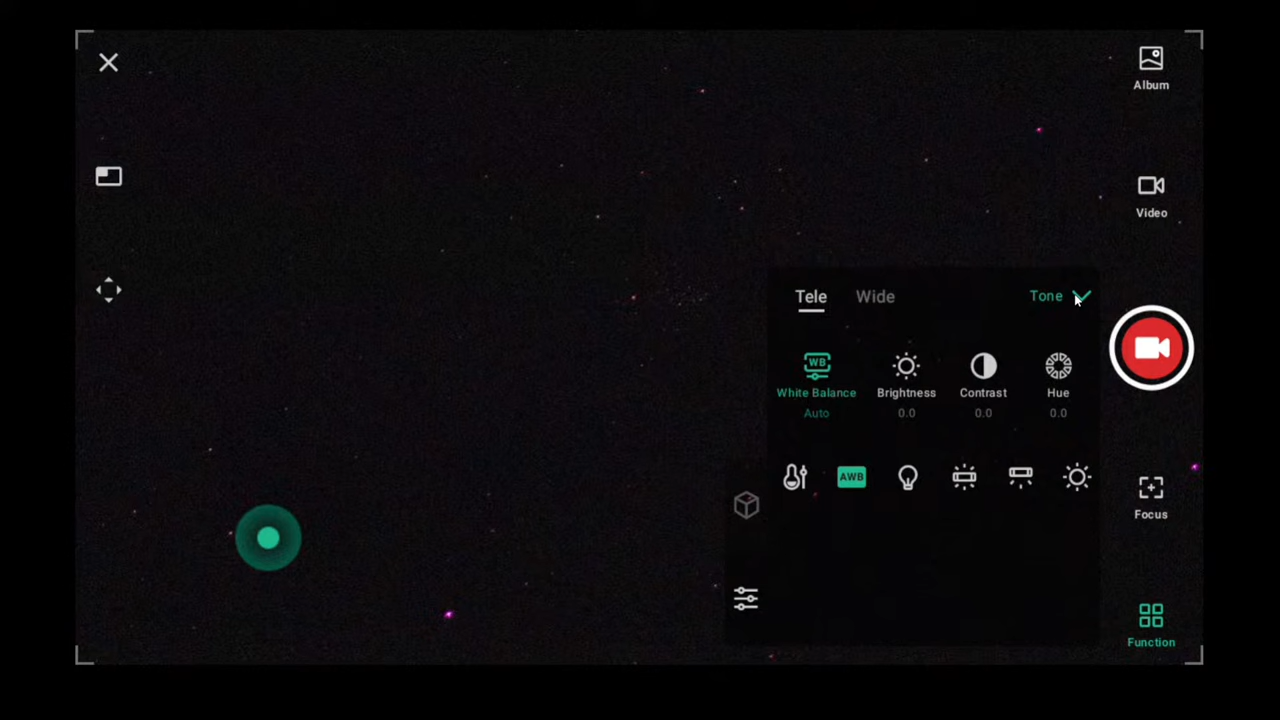 Album
Video
Tele Wide Tone
WB
White Balance Brightness Contrast Hue
Auto 0.0 0.0 0.0
AWB
Focus
Function